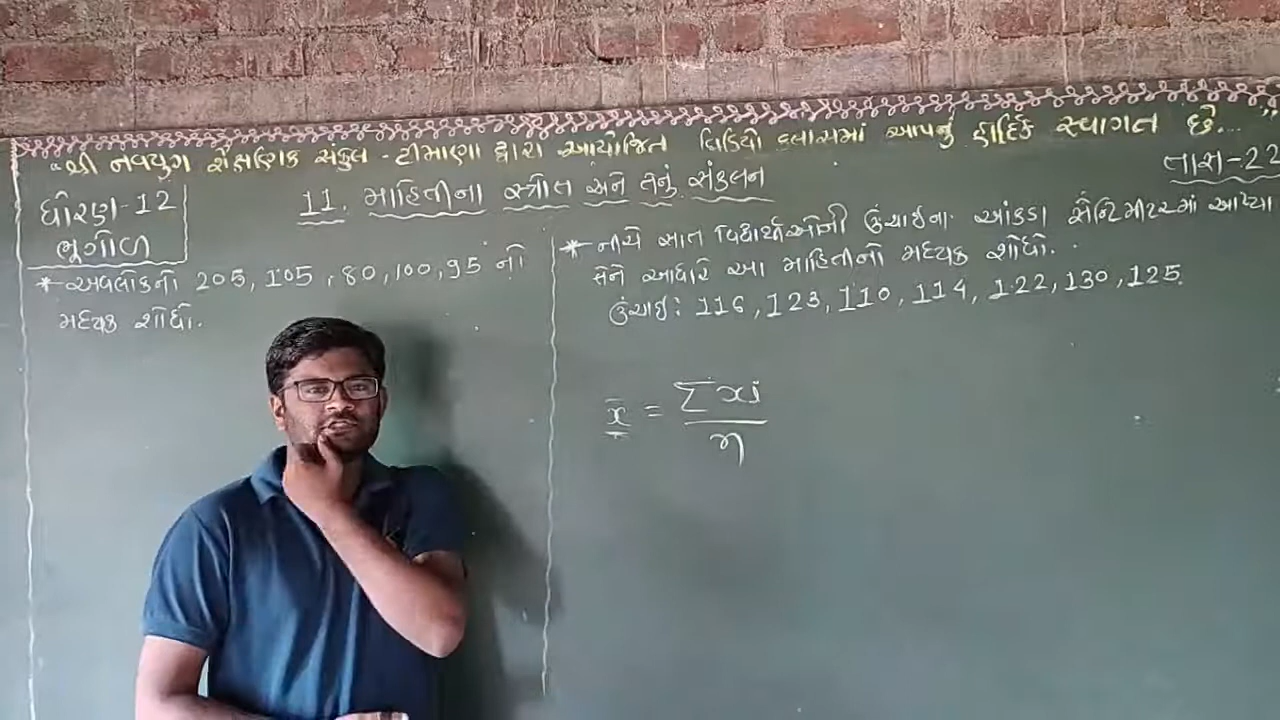 “શ્રી નવયુગ શૈક્ષણિક સંકુલ - ટીમાણા દ્વારા આયોજિત વિડિયો કલાસમાં આપનું હાર્દિક સ્વાગત છે...”
તાસ-22
ધોરણ-12
ભૂગોળ
11. માહિતીના સ્ત્રોત અને તેનું સંકલન
* અવલોકનો 205, 105, 80, 100, 95 નો
મધ્યક શોધો.
* નીચે સાત વિદ્યાર્થીઓની ઉંચાઈના આંકડા સેન્ટિમીટરમાં આપ્યા
તેને આધારે આ માહિતીનો મધ્યક શોધો.
ઉંચાઈ: 116, 123, 110, 114, 122, 130, 125.
x̄ = Σxi / n